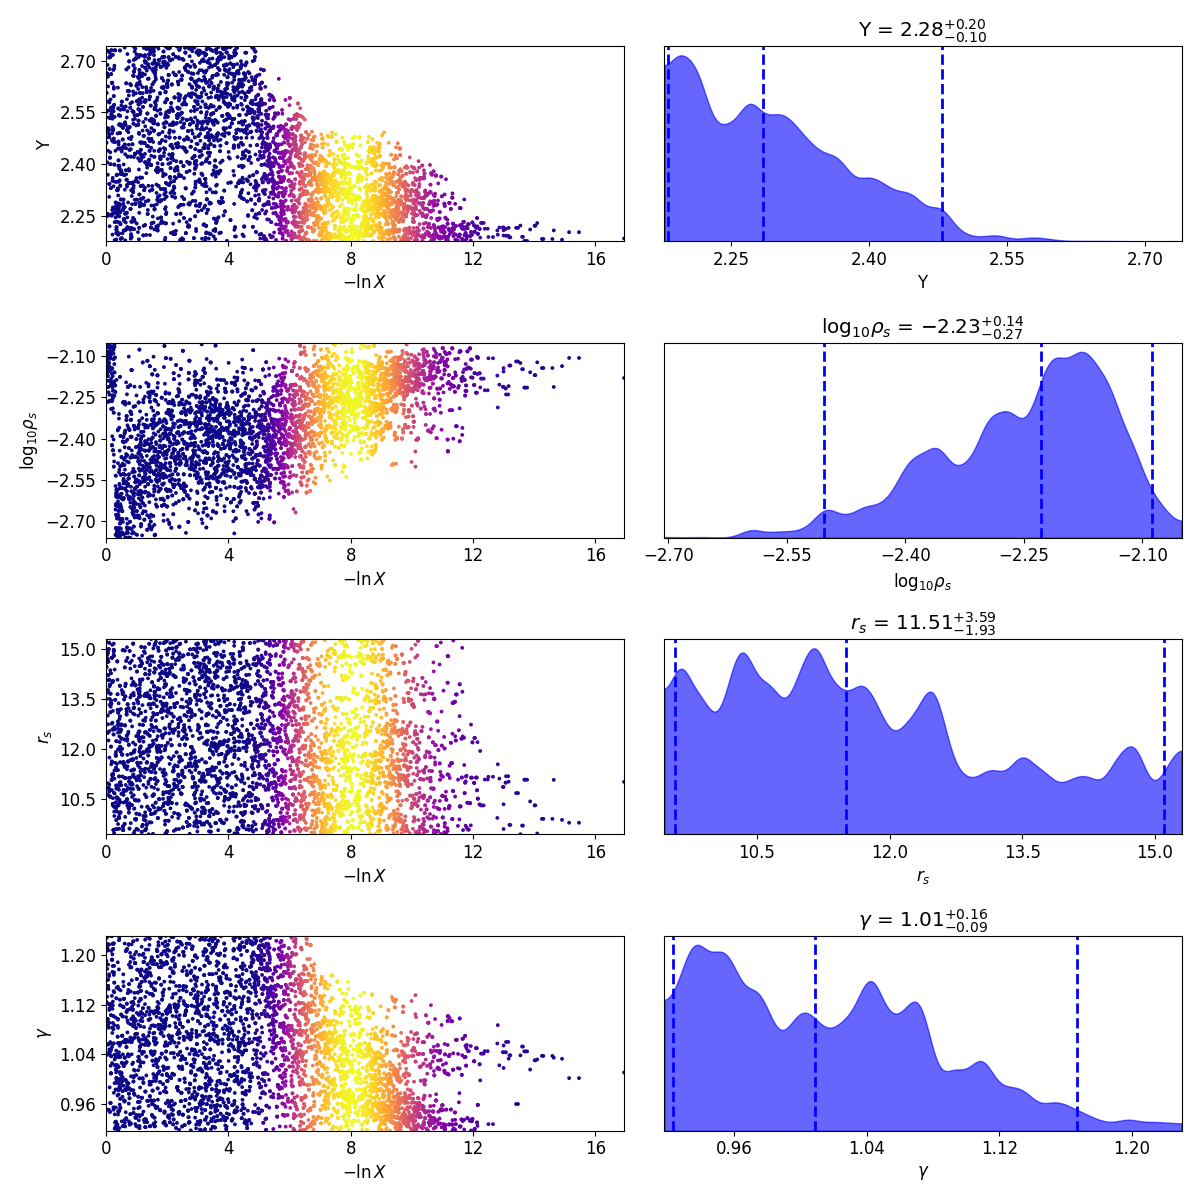 Y = 2.28^{+0.20}_{-0.10}
2.70
2.55
2.40
2.25
Y
0 4 8 12 16
−ln X
2.25 2.40 2.55 2.70
Y
log₁₀ρₛ = −2.23^{+0.14}_{-0.27}
−2.10
−2.25
−2.40
−2.55
−2.70
log₁₀ρₛ
0 4 8 12 16
−ln X
−2.70 −2.55 −2.40 −2.25 −2.10
log₁₀ρₛ
rₛ = 11.51^{+3.59}_{-1.93}
15.0
13.5
12.0
10.5
rₛ
0 4 8 12 16
−ln X
10.5 12.0 13.5 15.0
rₛ
γ = 1.01^{+0.16}_{-0.09}
1.20
1.12
1.04
0.96
γ
0 4 8 12 16
−ln X
0.96 1.04 1.12 1.20
γ